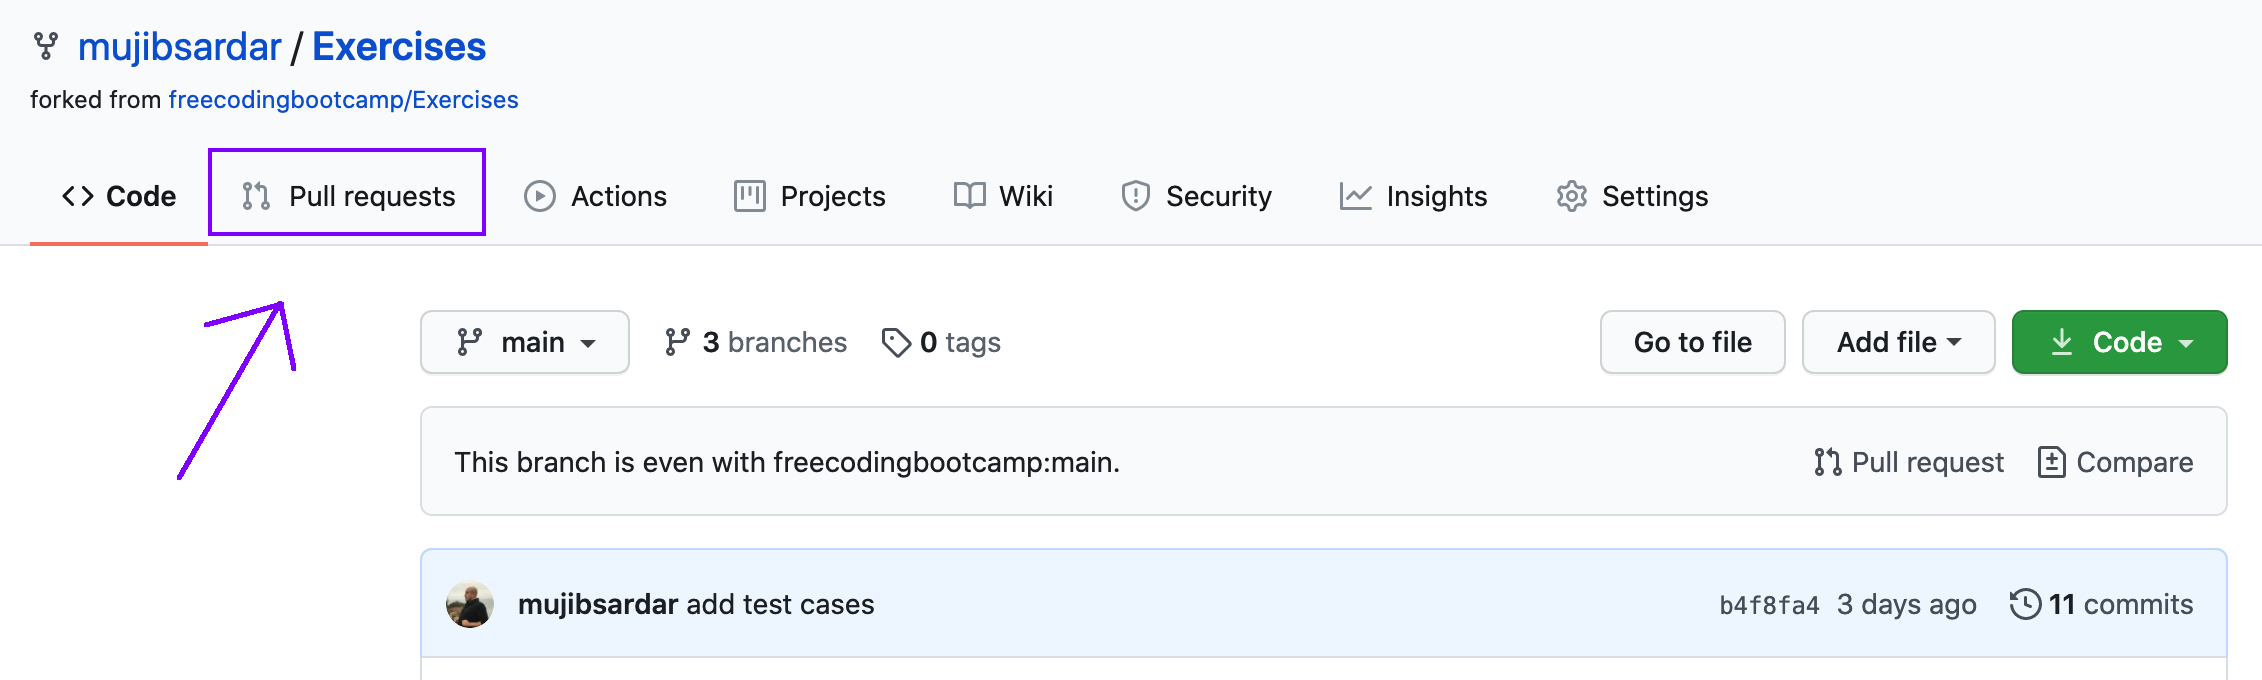 mujibsardar / Exercises
forked from freecodingbootcamp/Exercises
Code Pull requests Actions Projects Wiki Security Insights Settings
main 3 branches 0 tags Go to file Add file Code
This branch is even with freecodingbootcamp:main. Pull request Compare
mujibsardar add test cases b4f8fa4 3 days ago 11 commits